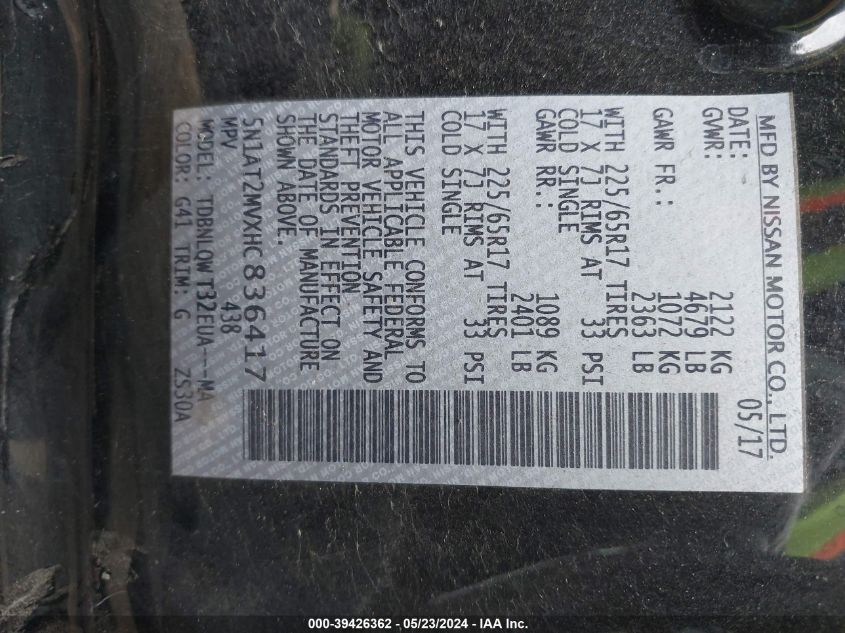 MFD BY NISSAN MOTOR CO., LTD.
DATE: 05/17
GVWR: 2122 KG
4679 LB
GAWR FR.: 1072 KG
2363 LB
WITH 225/65R17 TIRES
17 X 7J RIMS AT 33 PSI
COLD SINGLE
GAWR RR.: 1089 KG
2401 LB
WITH 225/65R17 TIRES
17 X 7J RIMS AT 33 PSI
COLD SINGLE
THIS VEHICLE CONFORMS TO
ALL APPLICABLE FEDERAL
MOTOR VEHICLE SAFETY AND
THEFT PREVENTION
STANDARDS IN EFFECT ON
THE DATE OF MANUFACTURE
SHOWN ABOVE.
5N1AT2MVXHC836417
MPV 438
MODEL: TDBNLQWT32EUA---MA
COLOR: G41 TRIM: G ZS30A
000-39426362 - 05/23/2024 - IAA Inc.